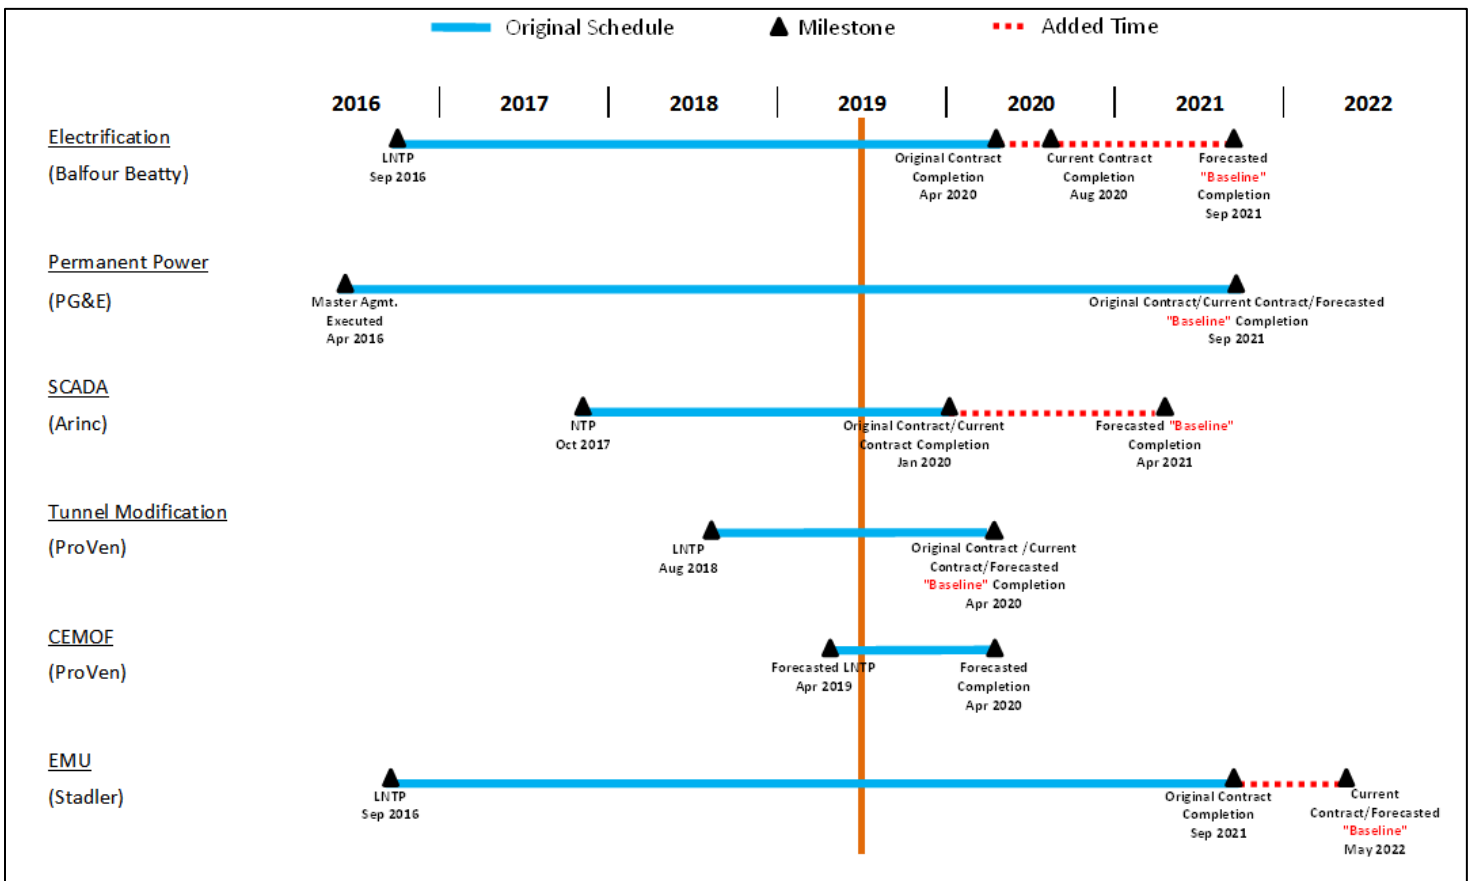 Original Schedule
Milestone
Added Time
2016
2017
2018
2019
2020
2021
2022
Electrification
(Balfour Beatty)
LNTP
Sep 2016
Original Contract
Completion
Apr 2020
Current Contract
Completion
Aug 2020
Forecasted
"Baseline"
Completion
Sep 2021
Permanent Power
(PG&E)
Master Agmt.
Executed
Apr 2016
Original Contract/Current Contract/Forecasted
"Baseline" Completion
Sep 2021
SCADA
(Arinc)
NTP
Oct 2017
Original Contract/Current
Contract Completion
Jan 2020
Forecasted "Baseline"
Completion
Apr 2021
Tunnel Modification
(ProVen)
LNTP
Aug 2018
Original Contract /Current
Contract/Forecasted
"Baseline" Completion
Apr 2020
CEMOF
(ProVen)
Forecasted LNTP
Apr 2019
Forecasted
Completion
Apr 2020
EMU
(Stadler)
LNTP
Sep 2016
Original Contract
Completion
Sep 2021
Current
Contract/Forecasted
"Baseline"
May 2022